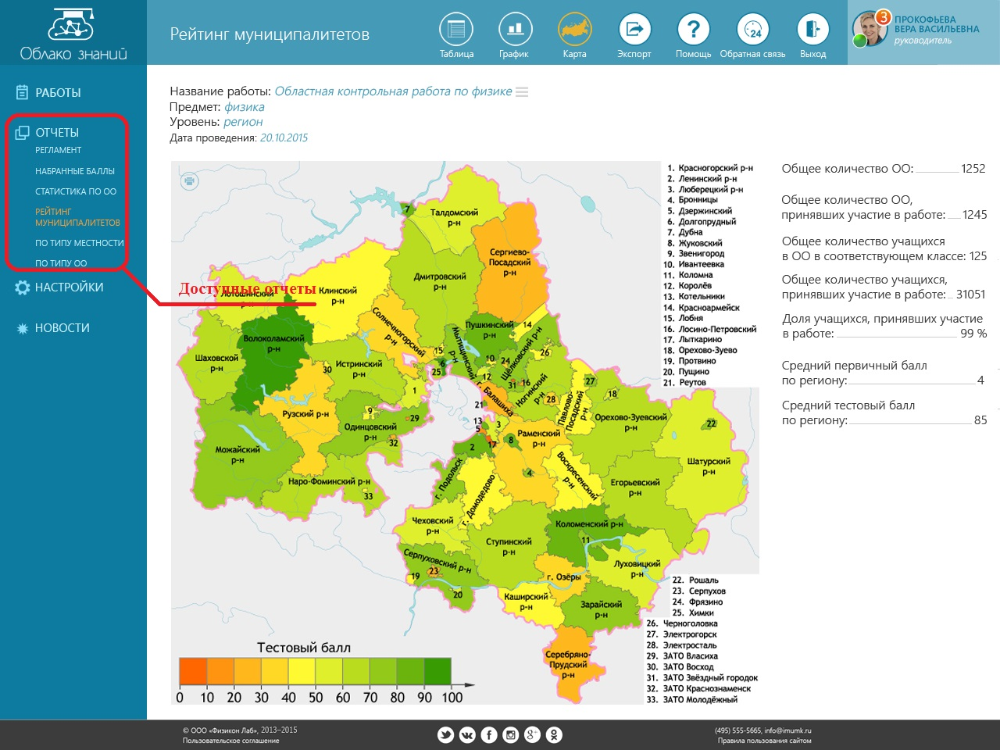 Облако знаний
Рейтинг муниципалитетов
Таблица
График
Карта
Экспорт
Помощь
24
Обратная связь
Выход
3
ПРОКОФЬЕВА
ВЕРА ВАСИЛЬЕВНА
руководитель
РАБОТЫ
ОТЧЕТЫ
РЕГЛАМЕНТ
НАБРАННЫЕ БАЛЛЫ
СТАТИСТИКА ПО ОО
РЕЙТИНГ
МУНИЦИПАЛИТЕТОВ
ПО ТИПУ МЕСТНОСТИ
ПО ТИПУ ОО
НАСТРОЙКИ
НОВОСТИ
Доступные отчеты
Название работы: Областная контрольная работа по физике
Предмет: физика
Уровень: регион
Дата проведения: 20.10.2015
7
Талдомский
р-н
Сергиево-
Посадский
р-н
Дмитровский
р-н
Клинский
р-н
Лотошинский
р-н
Солнечногорский
р-н
Волоколамский
р-н
Шаховской
р-н
Истринский
р-н
30
Пушкинский
р-н
14
Мытищинский
р-н
Щёлковский р-н
26
15
6
25
10
24
12
31
16
Ногинский
р-н
27
28
18
1
г. Балашиха
21
Павлово-
Посадский
р-н
Рузский р-н
9
29
Одинцовский
р-н
32
13
5
3
17
8
2
Раменский
р-н
4
Орехово-Зуевский
р-н
22
Шатурский
р-н
Можайский
р-н
Наро-Фоминский р-н
33
г. Подольск
г. Домодедово
Воскресенский
р-н
Егорьевский
р-н
Чеховский
р-н
Ступинский
р-н
Коломенский р-н
11
Луховицкий
р-н
Серпуховский р-н
19
23
20
г. Озёры
Каширский
р-н
Зарайский
р-н
Серебряно-
Прудский
р-н
1. Красногорский р-н
2. Ленинский р-н
3. Люберецкий р-н
4. Бронницы
5. Дзержинский
6. Долгопрудный
7. Дубна
8. Жуковский
9. Звенигород
10. Ивантеевка
11. Коломна
12. Королёв
13. Котельники
14. Красноармейск
15. Лобня
16. Лосино-Петровский
17. Лыткарино
18. Орехово-Зуево
19. Протвино
20. Пущино
21. Реутов
22. Рошаль
23. Серпухов
24. Фрязино
25. Химки
26. Черноголовка
27. Электрогорск
28. Электросталь
29. ЗАТО Власиха
30. ЗАТО Восход
31. ЗАТО Звёздный городок
32. ЗАТО Краснознаменск
33. ЗАТО Молодёжный
Тестовый балл
0 10 20 30 40 50 60 70 80 90 100
Общее количество ОО: 1252
Общее количество ОО,
принявших участие в работе: 1245
Общее количество учащихся
в ОО в соответствующем классе: 125
Общее количество учащихся,
принявших участие в работе: 31051
Доля учащихся, принявших участие
в работе: 99 %
Средний первичный балл
по региону: 4
Средний тестовый балл
по региону: 85
© ООО «Физикон Лаб», 2013–2015
Пользовательское соглашение
(495) 555-5665, info@imumk.ru
Правила пользования сайтом